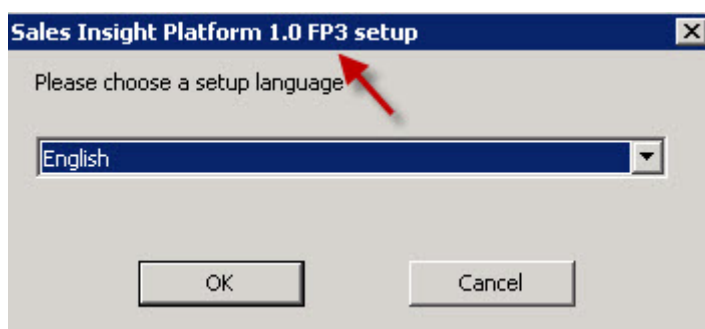 Sales Insight Platform 1.0 FP3 setup
Please choose a setup language
English
OK Cancel